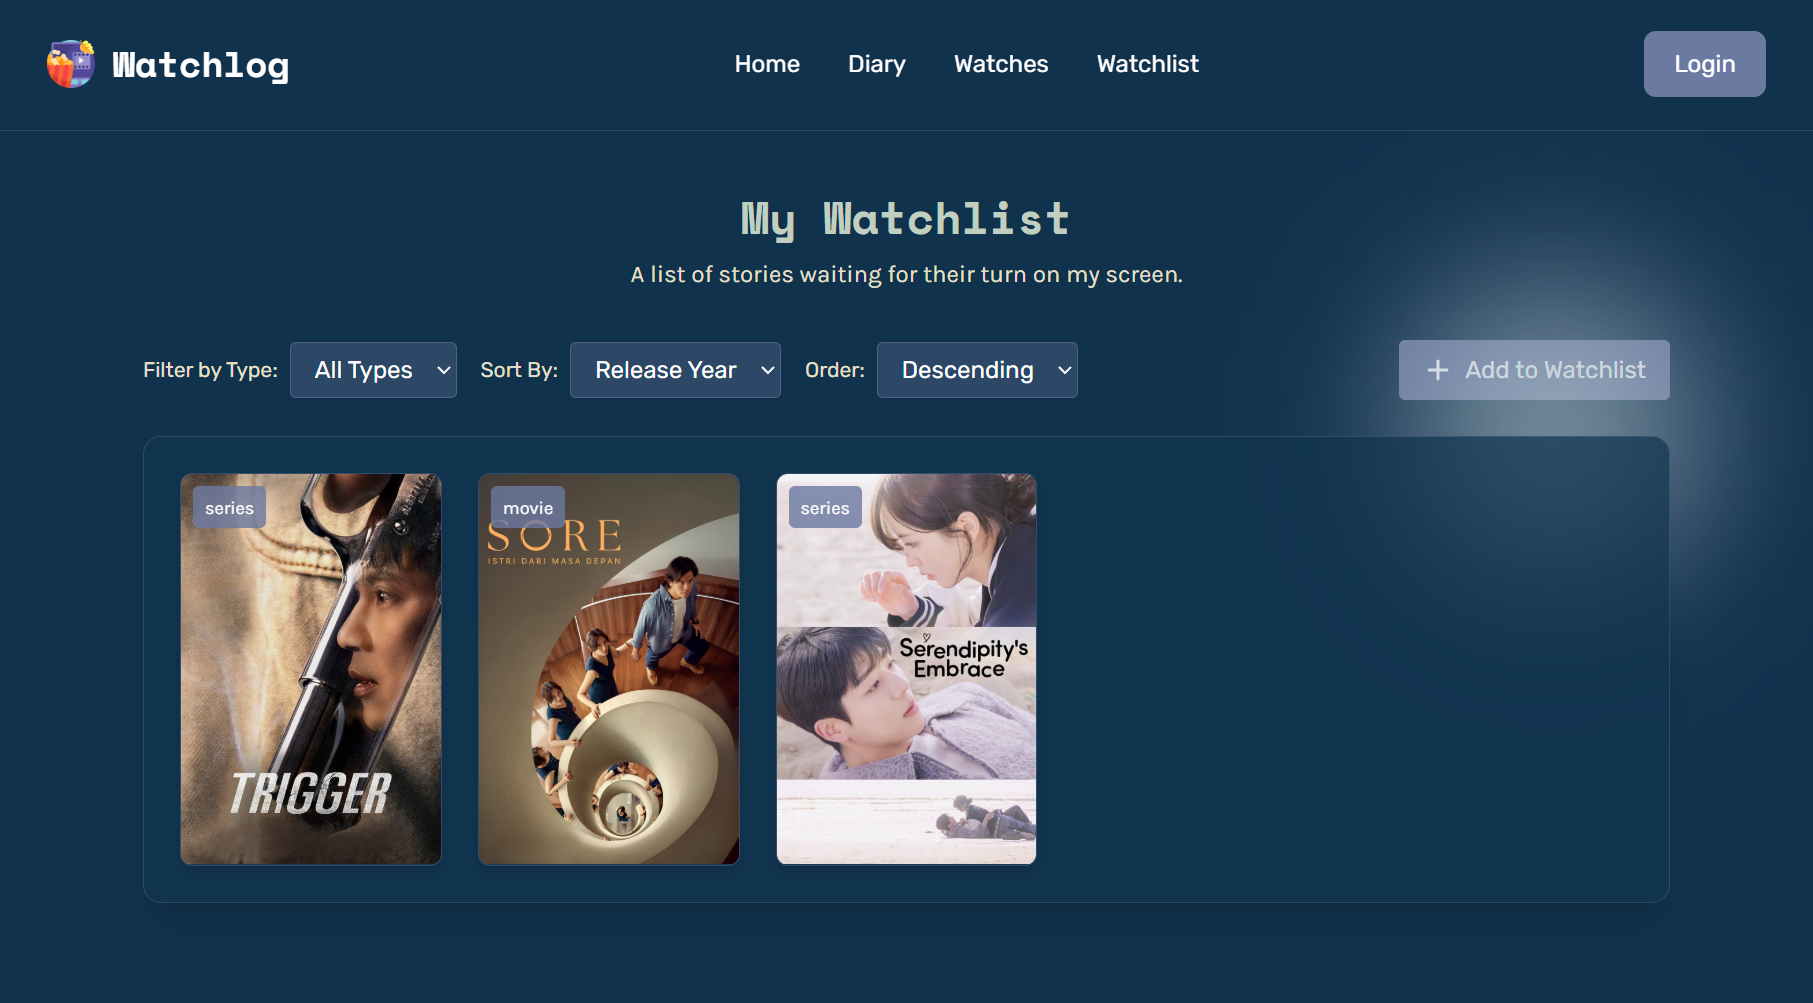 Watchlog
Home Diary Watches Watchlist
Login
My Watchlist
A list of stories waiting for their turn on my screen.
Filter by Type: All Types Sort By: Release Year Order: Descending
+ Add to Watchlist
series
TRIGGER
movie
SORE
ISTRI DARI MASA DEPAN
series
Serendipity's
Embrace